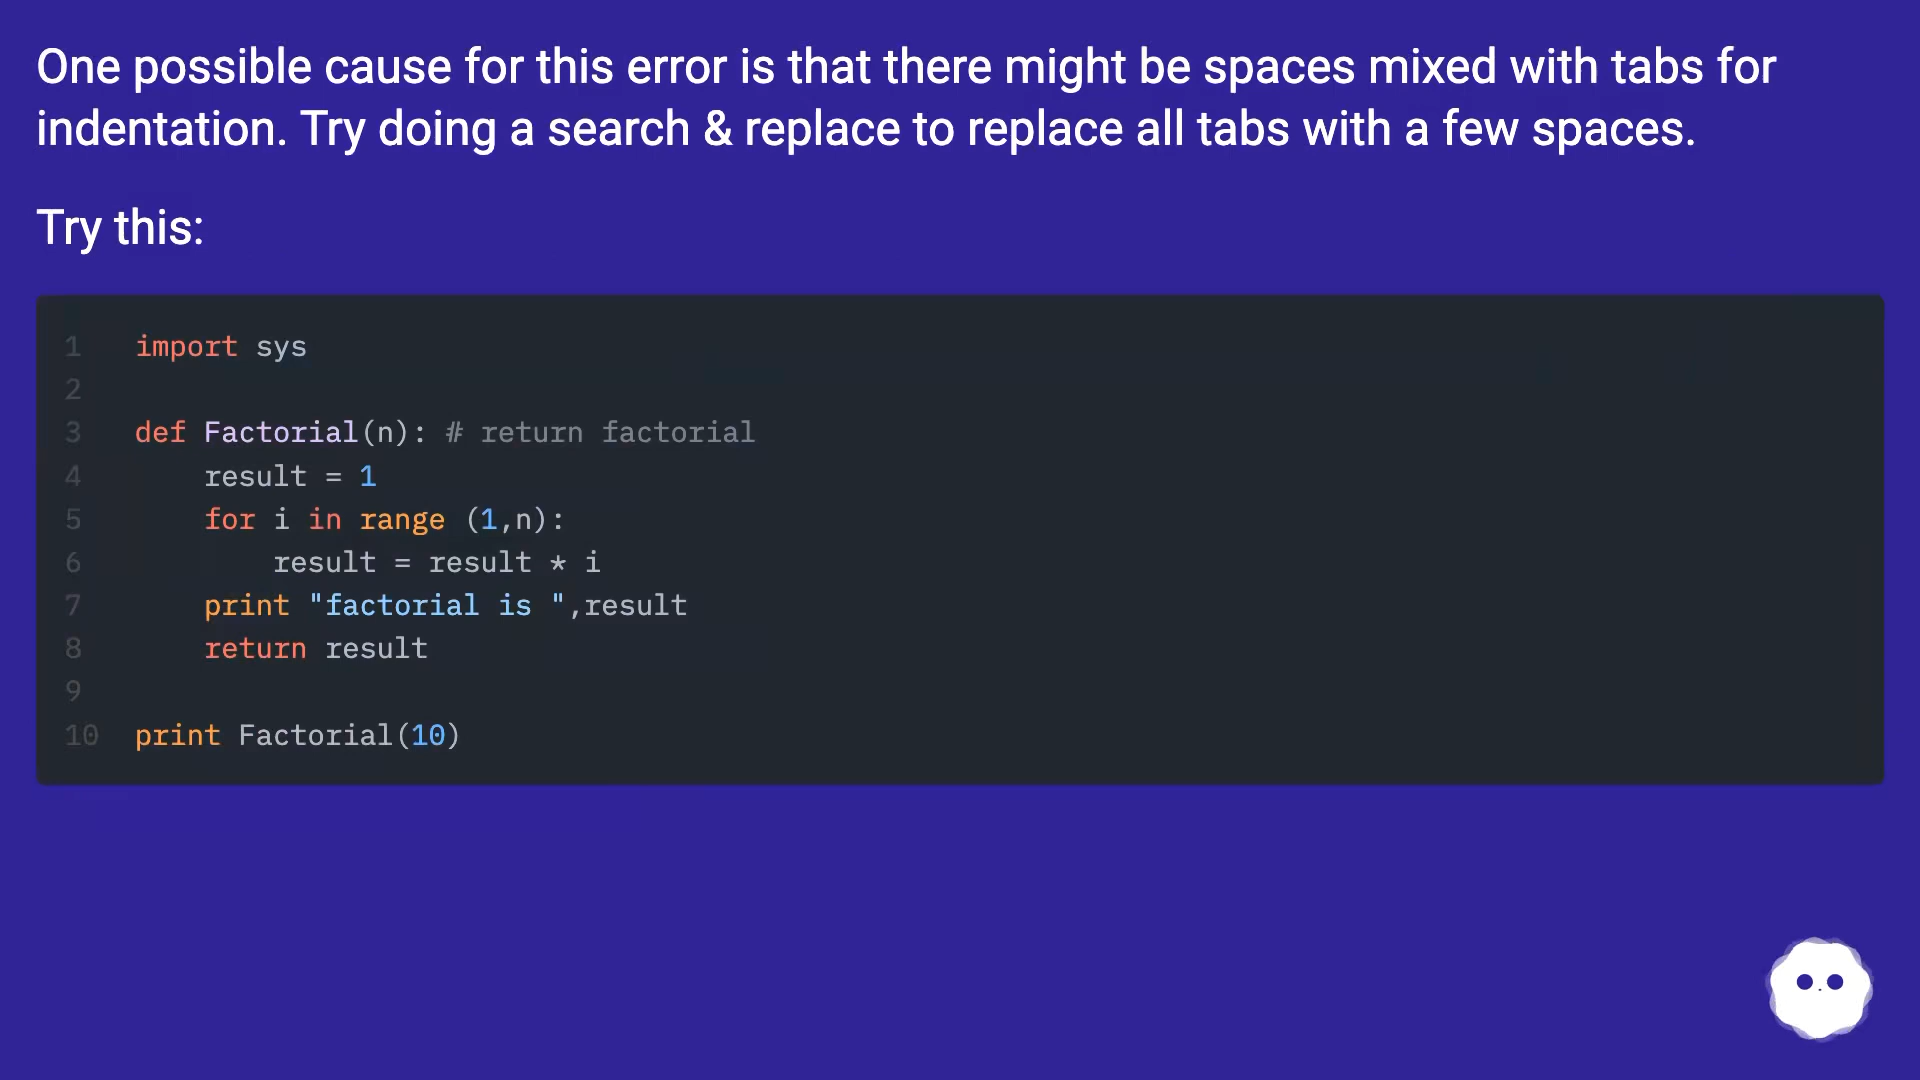 One possible cause for this error is that there might be spaces mixed with tabs for
indentation. Try doing a search & replace to replace all tabs with a few spaces.
Try this:
1 import sys
2
3 def Factorial(n): # return factorial
4     result = 1
5     for i in range (1,n):
6         result = result * i
7     print "factorial is ",result
8     return result
9
10 print Factorial(10)